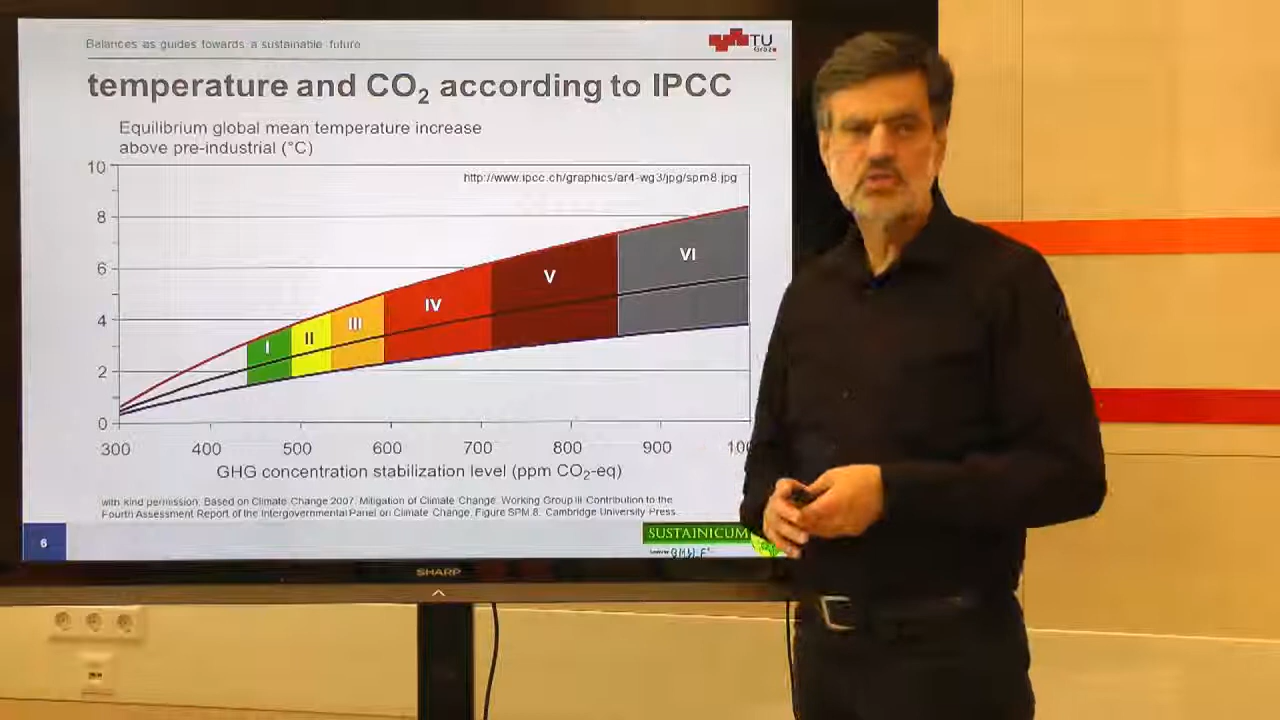 Balances as guides towards a sustainable future
TU
Graz
temperature and CO₂ according to IPCC
Equilibrium global mean temperature increase
above pre-industrial (°C)
10
http://www.ipcc.ch/graphics/ar4-wg3/jpg/spm8.jpg
8
6
4
2
0
I
II
III
IV
V
VI
300 400 500 600 700 800 900
GHG concentration stabilization level (ppm CO₂-eq)
with kind permission: Based on Climate Change 2007. Mitigation of Climate Change. Working Group III Contribution to the
Fourth Assessment Report of the Intergovernmental Panel on Climate Change, Figure SPM.8. Cambridge University Press.
6
SUSTAINICUM
SHARP